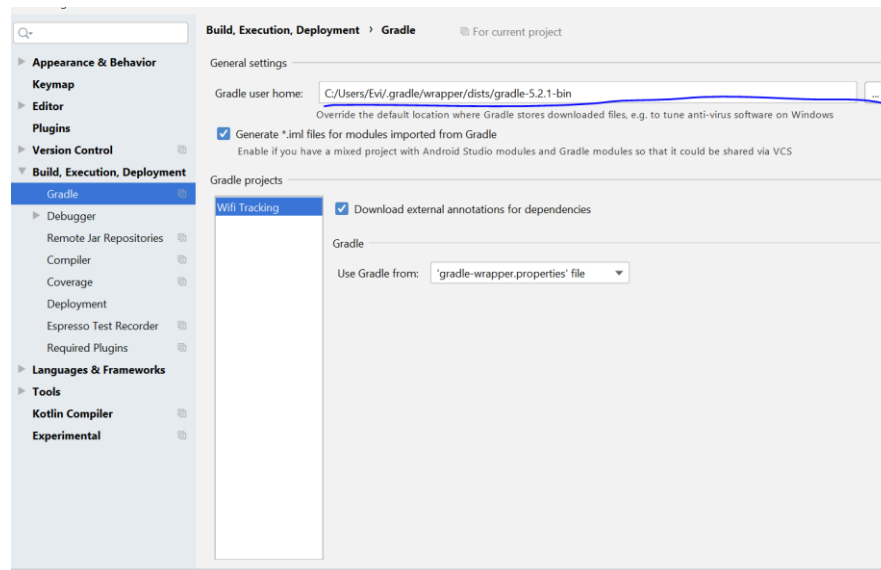 Build, Execution, Deployment › Gradle For current project
Appearance & Behavior
Keymap
Editor
Plugins
Version Control
Build, Execution, Deployment
Gradle
Debugger
Remote Jar Repositories
Compiler
Coverage
Deployment
Espresso Test Recorder
Required Plugins
Languages & Frameworks
Tools
Kotlin Compiler
Experimental
General settings
Gradle user home: C:/Users/Evi/.gradle/wrapper/dists/gradle-5.2.1-bin ...
Override the default location where Gradle stores downloaded files, e.g. to tune anti-virus software on Windows
Generate *.iml files for modules imported from Gradle
Enable if you have a mixed project with Android Studio modules and Gradle modules so that it could be shared via VCS
Gradle projects
Wifi Tracking
Download external annotations for dependencies
Gradle
Use Gradle from: 'gradle-wrapper.properties' file